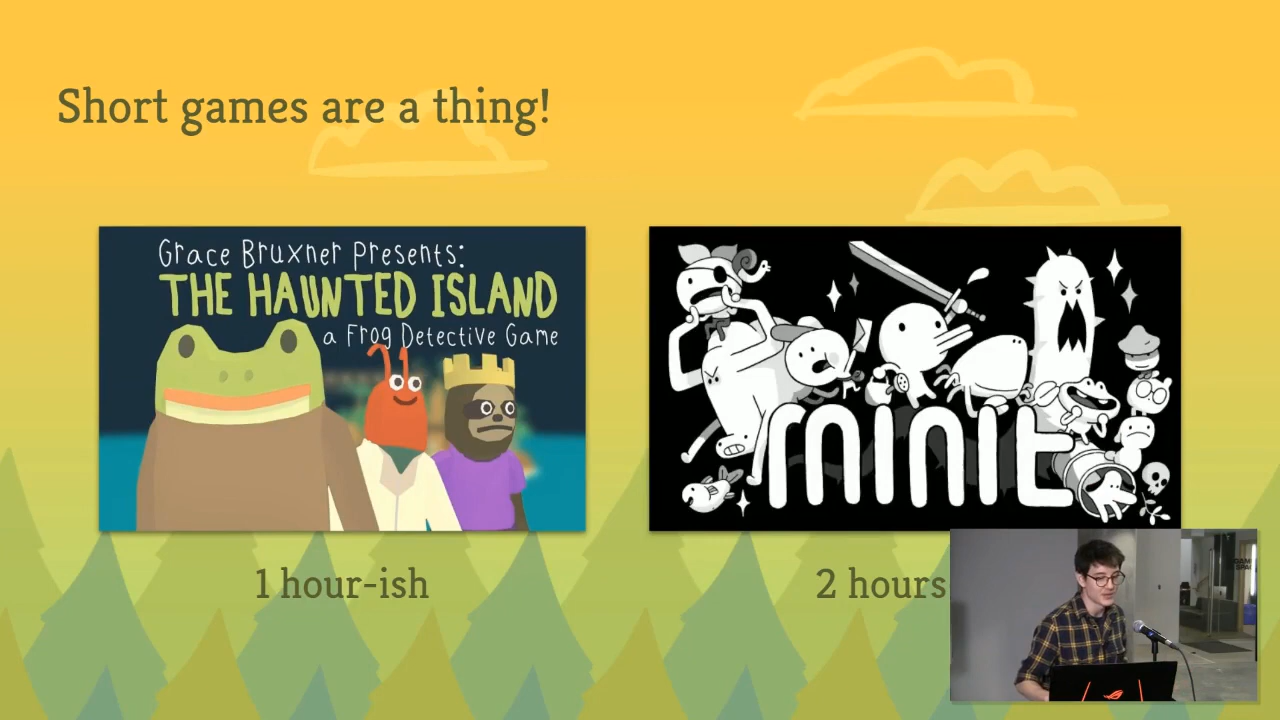 Short games are a thing!
Grace Bruxner Presents:
THE HAUNTED ISLAND
a Frog Detective Game
minit
1 hour-ish
2 hours